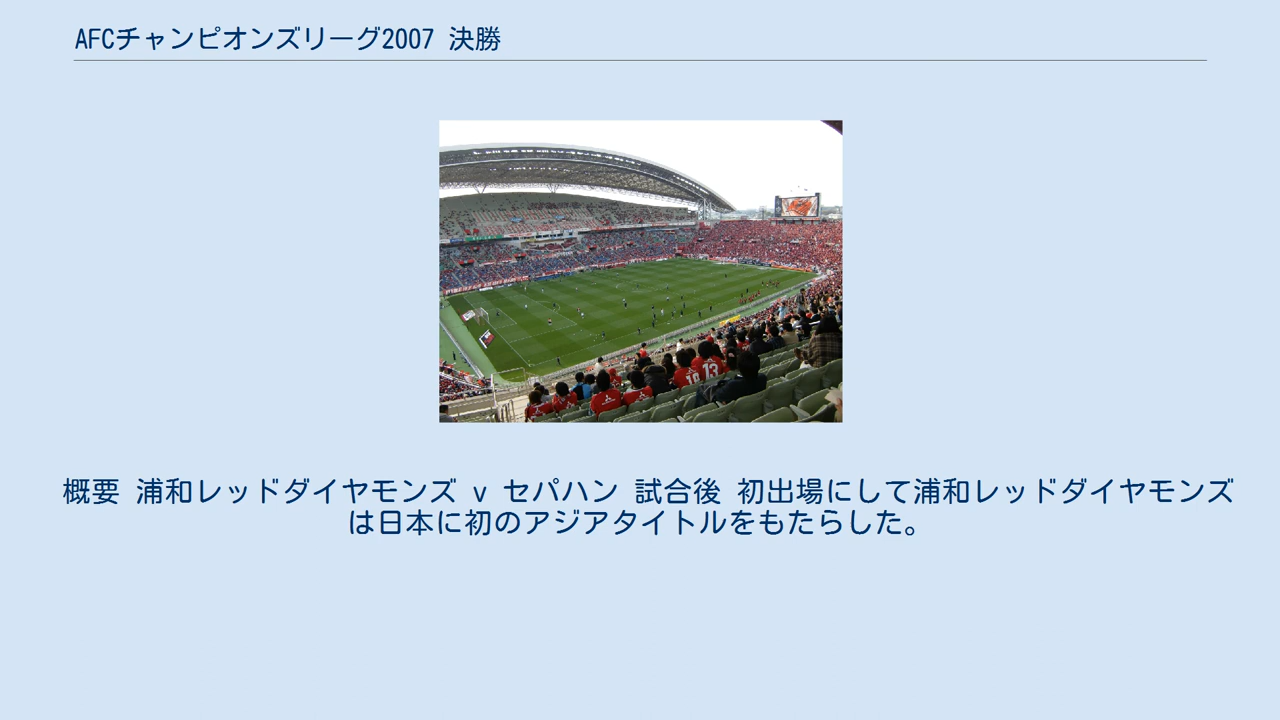 AFCチャンピオンズリーグ2007 決勝
13
概要 浦和レッドダイヤモンズ v セパハン 試合後 初出場にして浦和レッドダイヤモンズ
は日本に初のアジアタイトルをもたらした。